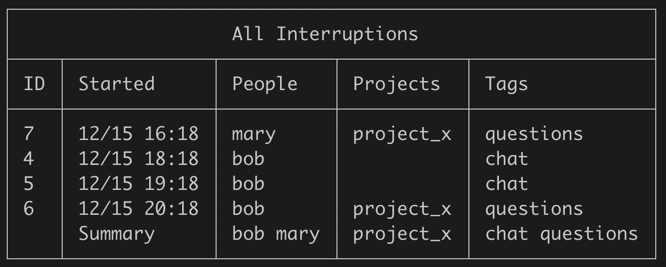 All Interruptions
ID Started People Projects Tags
7 12/15 16:18 mary project_x questions
4 12/15 18:18 bob chat
5 12/15 19:18 bob chat
6 12/15 20:18 bob project_x questions
Summary bob mary project_x chat questions